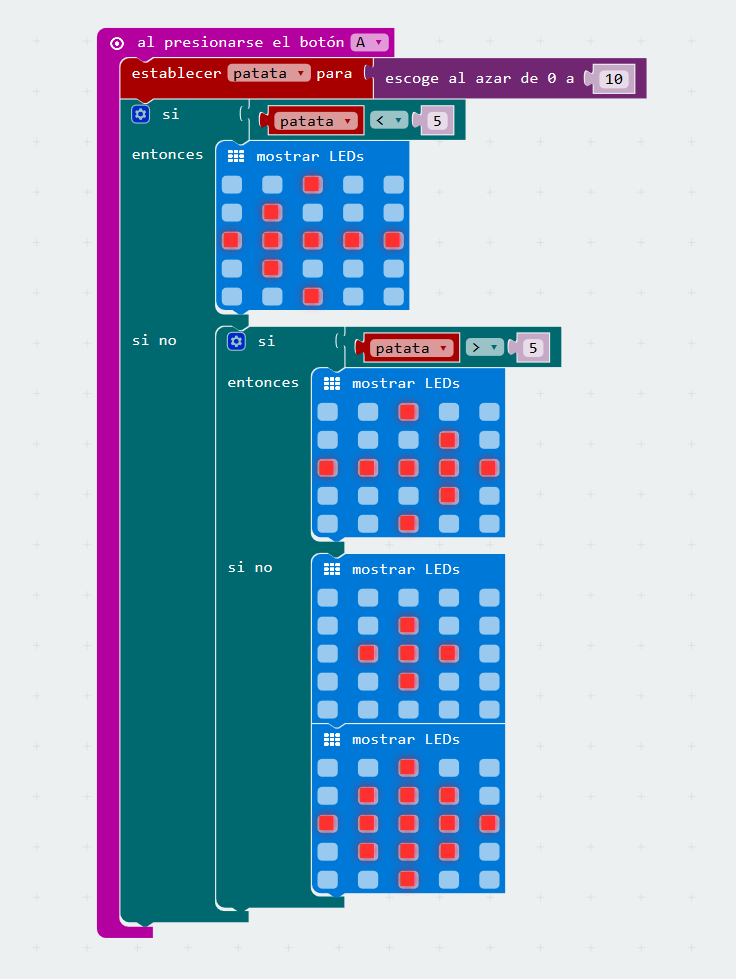 al presionarse el botón A
establecer patata para escoge al azar de 0 a 10
si patata < 5
entonces mostrar LEDs
si no si patata > 5
entonces mostrar LEDs
si no mostrar LEDs
mostrar LEDs